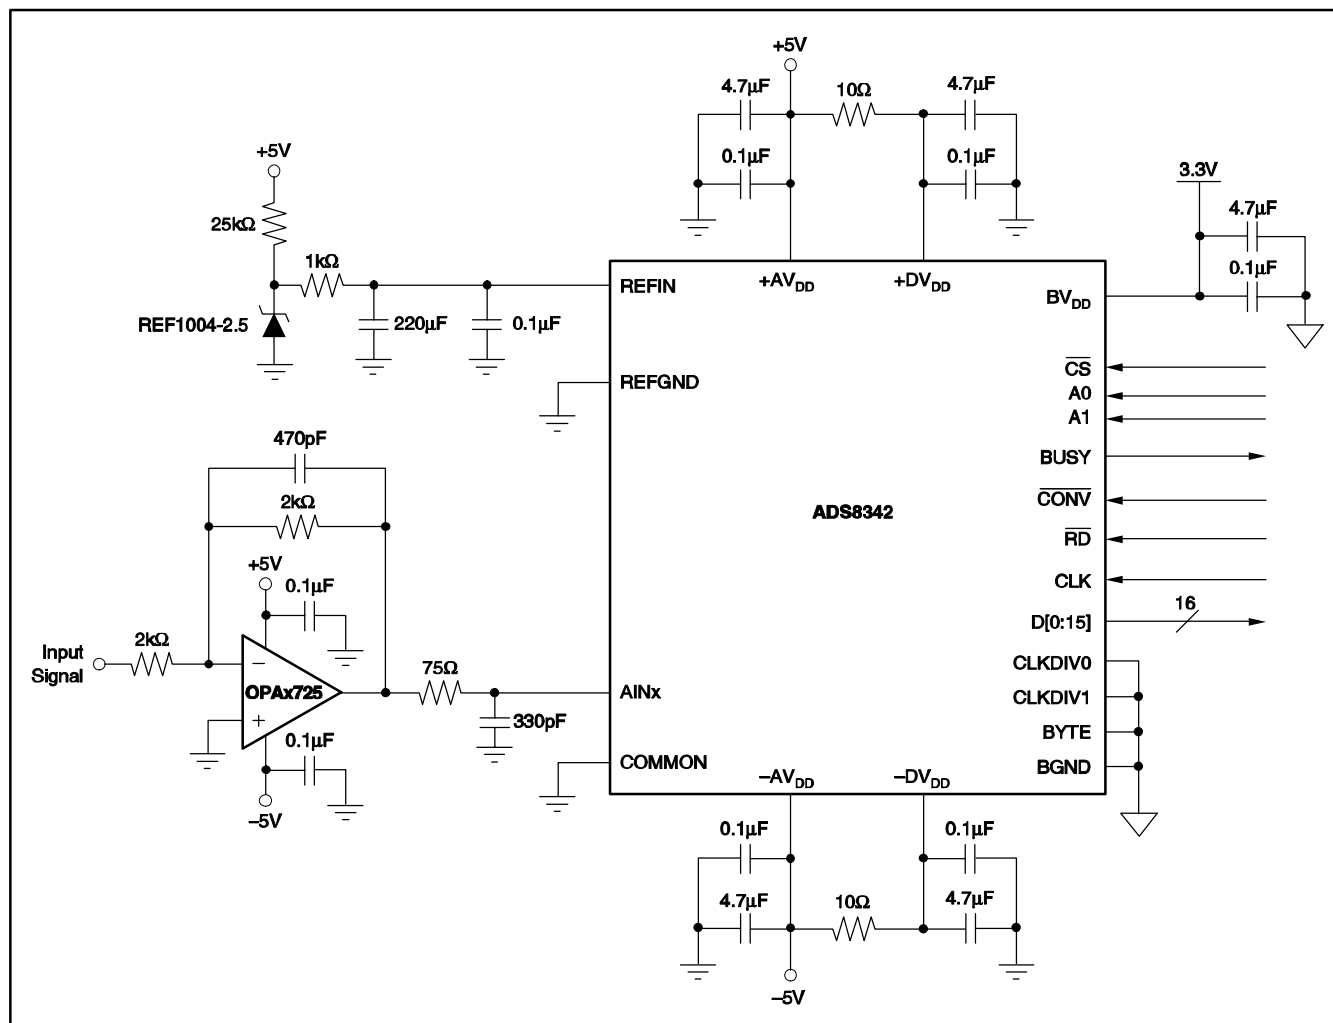 +5V
4.7μF
10Ω
4.7μF
0.1μF
0.1μF
+5V
25kΩ
1kΩ
REF1004-2.5
220μF
0.1μF
3.3V
4.7μF
0.1μF
REFIN
+AVDD
+DVDD
BVDD
REFGND
CS
A0
A1
BUSY
CONV
RD
CLK
D[0:15]
16
CLKDIV0
CLKDIV1
BYTE
BGND
ADS8342
470pF
2kΩ
+5V
0.1μF
Input
Signal
2kΩ
−
OPAx725
+
75Ω
AINx
330pF
0.1μF
–5V
COMMON
–AVDD
–DVDD
0.1μF
0.1μF
4.7μF
10Ω
4.7μF
–5V